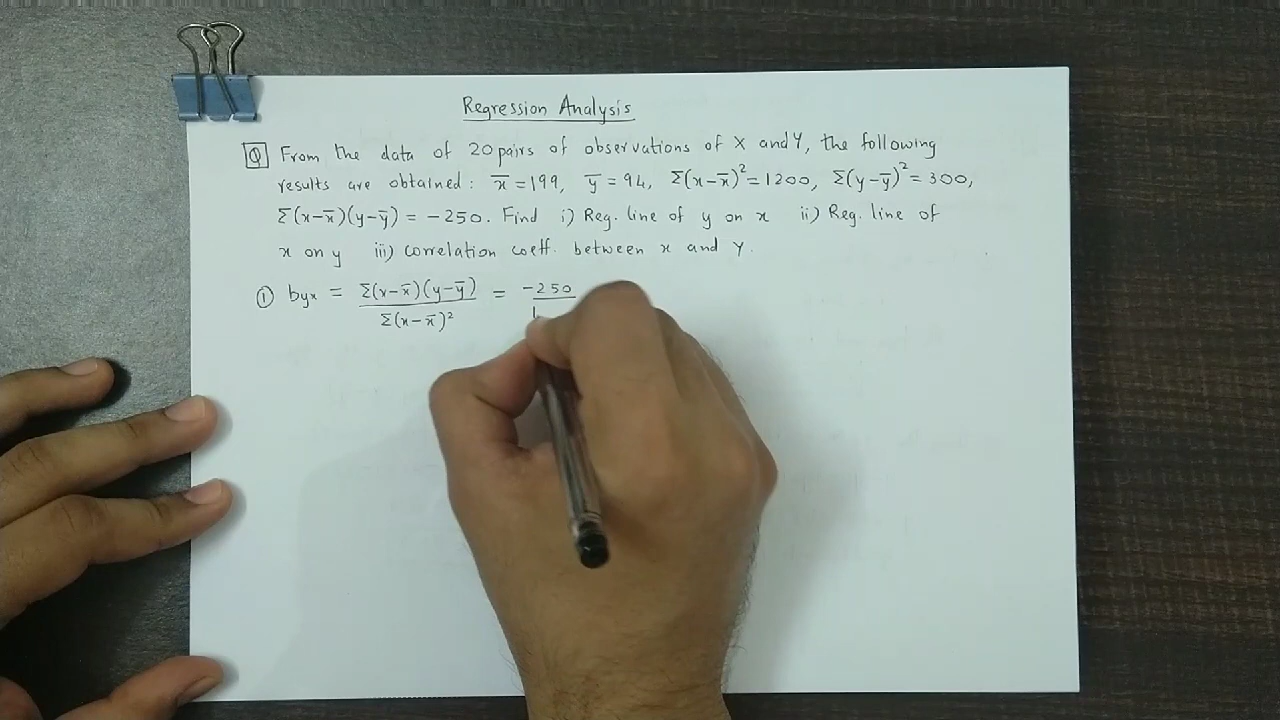 Regression Analysis
Q From the data of 20 pairs of observations of X and Y, the following
results are obtained: x̅ = 199, y̅ = 94, Σ(x-x̅)² = 1200, Σ(y-y̅)² = 300,
Σ(x-x̅)(y-y̅) = -250. Find i) Reg. line of y on x ii) Reg. line of
x on y iii) Correlation coeff. between x and Y.
① byx = Σ(x-x̅)(y-y̅) / Σ(x-x̅)² = -250 / 1